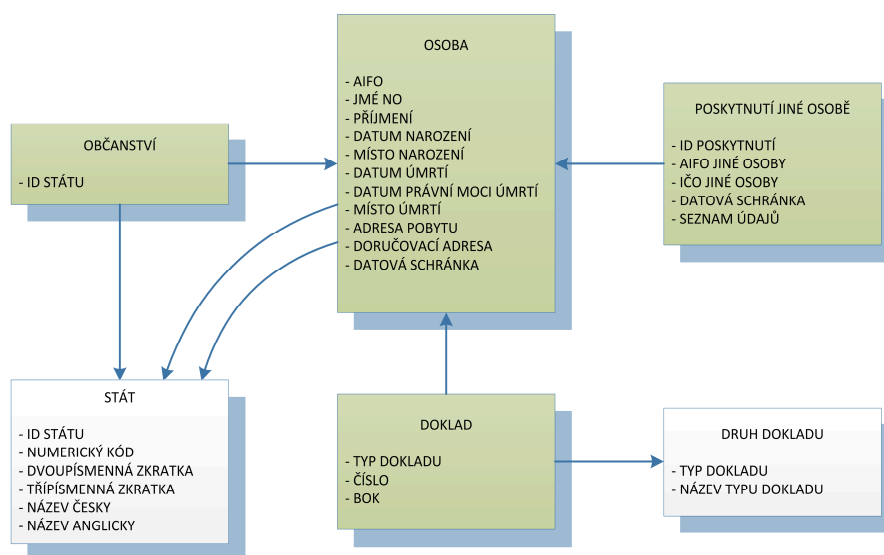 OSOBA
- AIFO
- JMÉ NO
- PŘÍJMENÍ
- DATUM NAROZENÍ
- MÍSTO NAROZENÍ
- DATUM ÚMRTÍ
- DATUM PRÁVNÍ MOCI ÚMRTÍ
- MÍSTO ÚMRTÍ
- ADRESA POBYTU
- DORUČOVACÍ ADRESA
- DATOVÁ SCHRÁNKA
OBČANSTVÍ
- ID STÁTU
POSKYTNUTÍ JINÉ OSOBĚ
- ID POSKYTNUTÍ
- AIFO JINÉ OSOBY
- IČO JINÉ OSOBY
- DATOVÁ SCHRÁNKA
- SEZNAM ÚDAJŮ
STÁT
- ID STÁTU
- NUMERICKÝ KÓD
- DVOUPÍSMENNÁ ZKRATKA
- TŘÍPÍSMENNÁ ZKRATKA
- NÁZEV ČESKY
- NÁZEV ANGLICKY
DOKLAD
- TYP DOKLADU
- ČÍSLO
- BOK
DRUH DOKLADU
- TYP DOKLADU
- NÁZEV TYPU DOKLADU